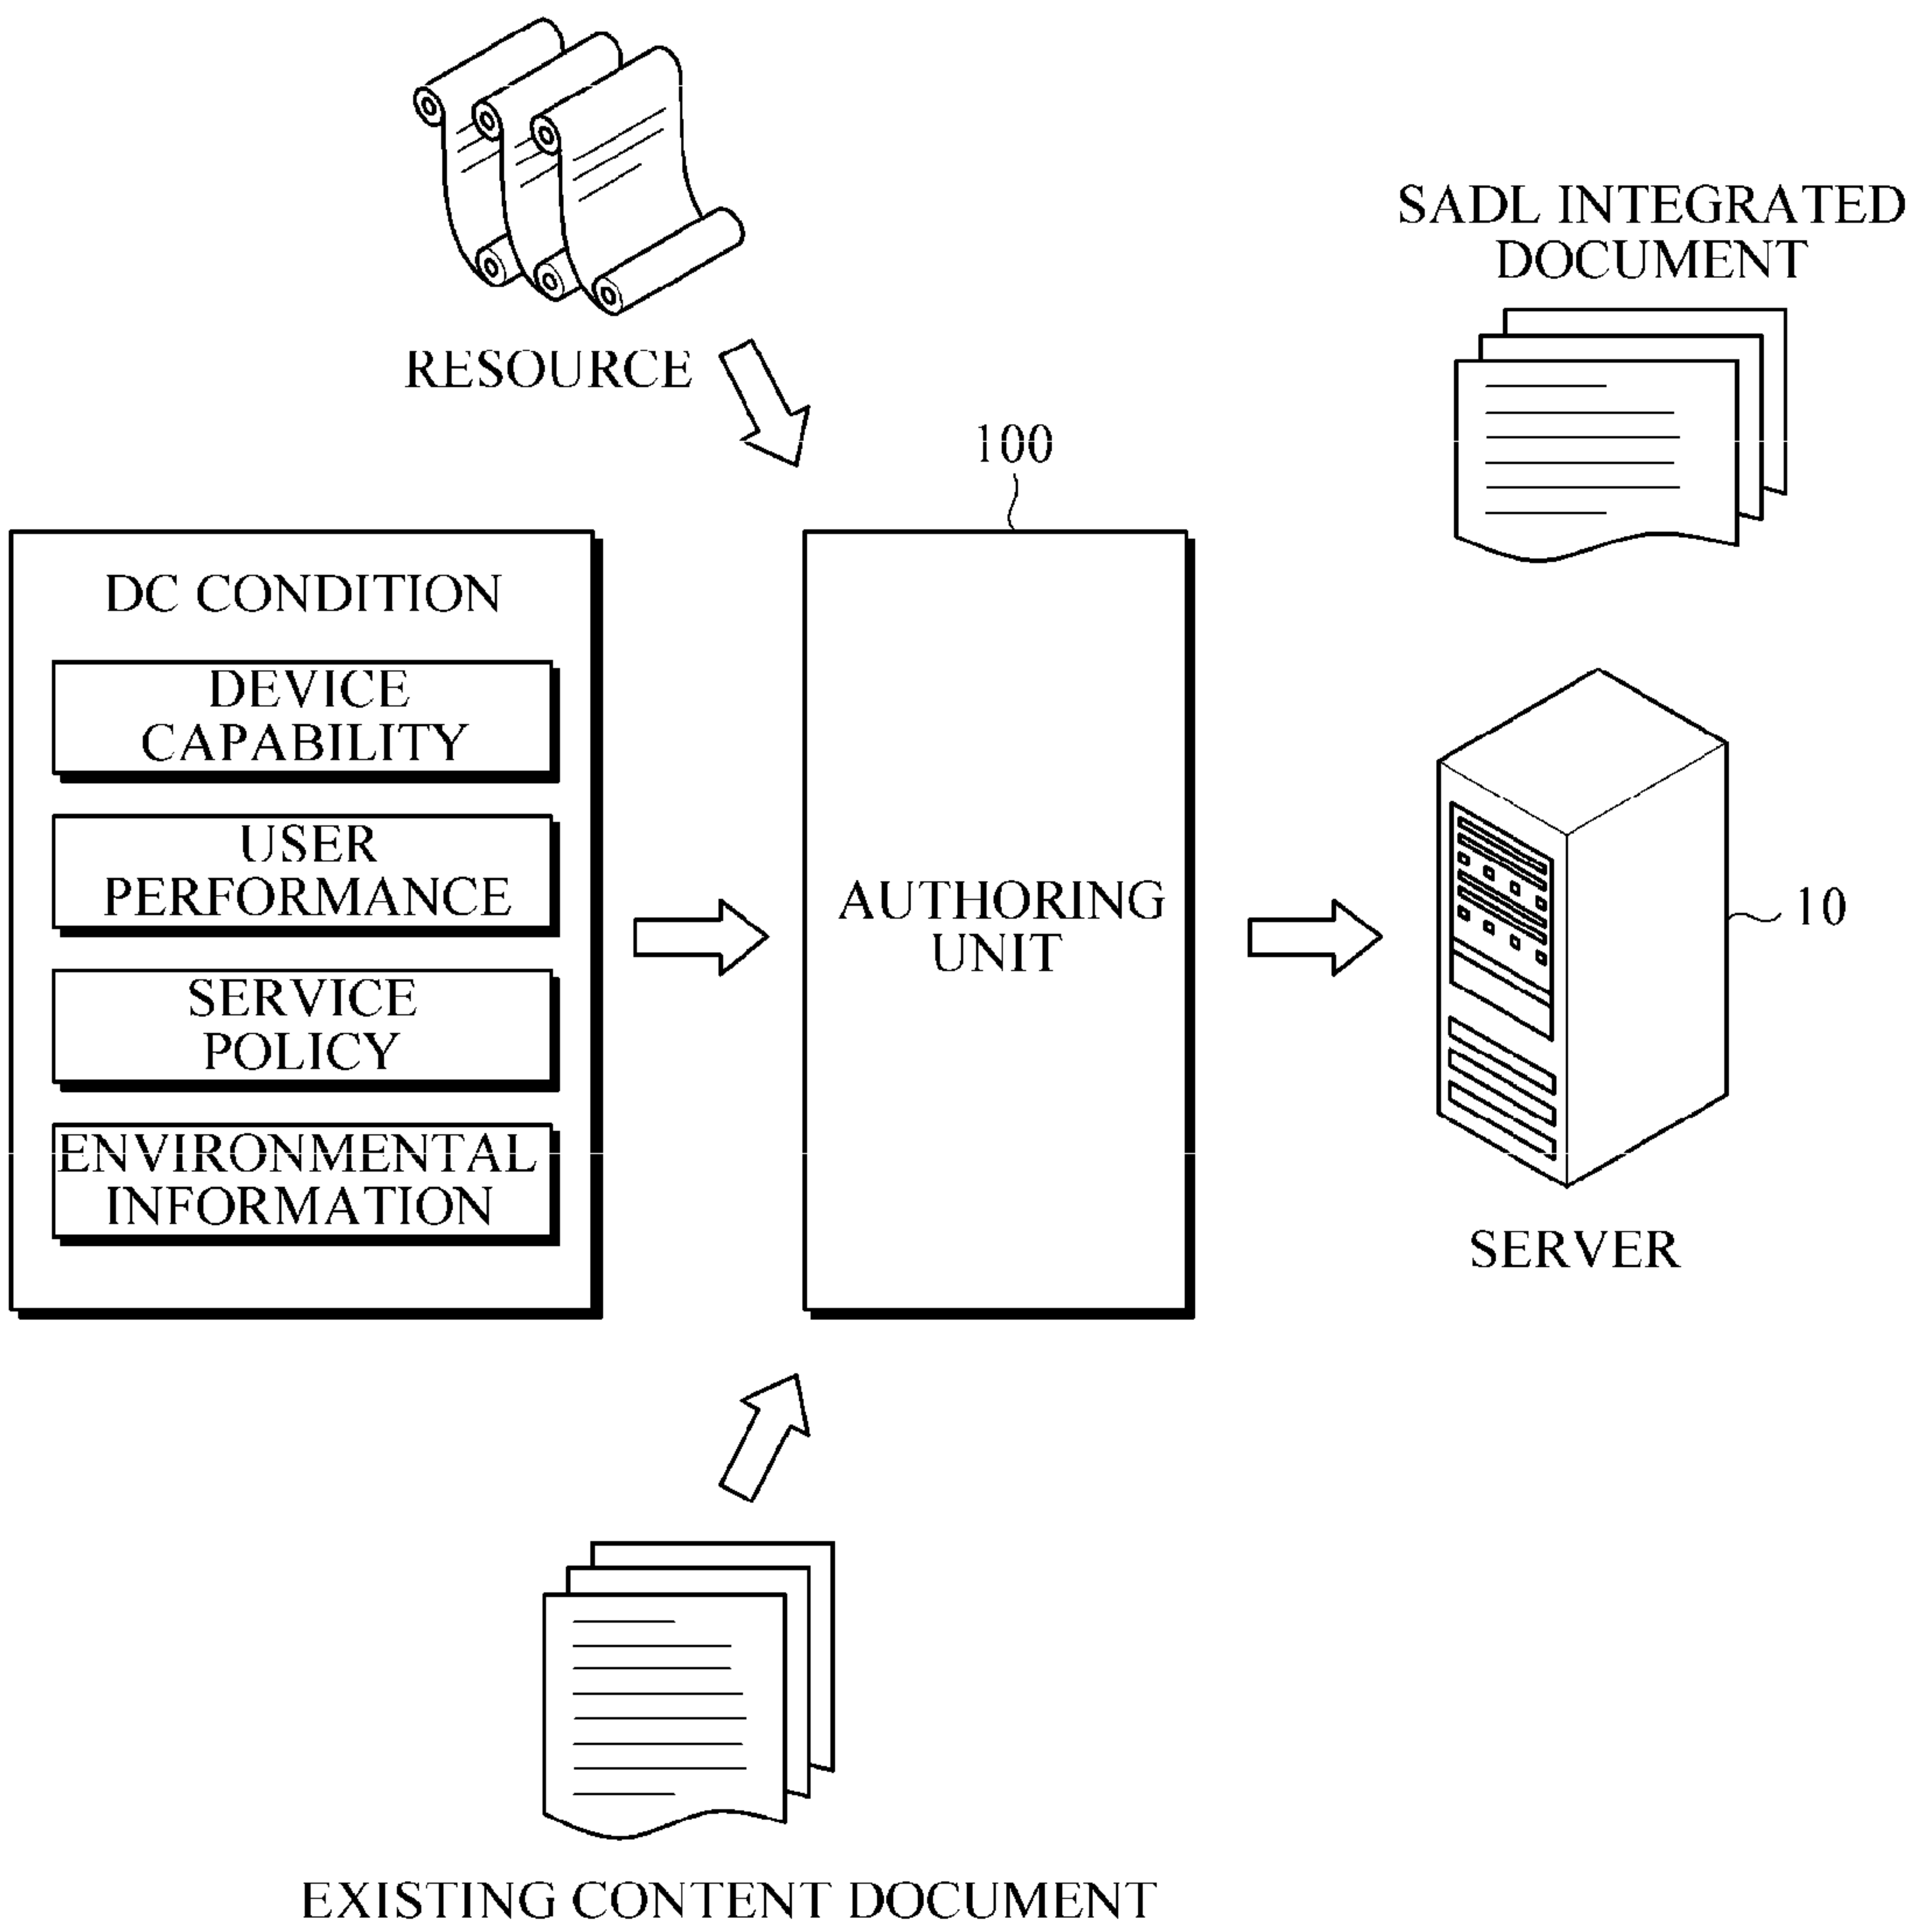 RESOURCE
SADL INTEGRATED
DOCUMENT
100
DC CONDITION
DEVICE
CAPABILITY
USER
PERFORMANCE
SERVICE
POLICY
ENVIRONMENTAL
INFORMATION
AUTHORING
UNIT
10
SERVER
EXISTING CONTENT DOCUMENT